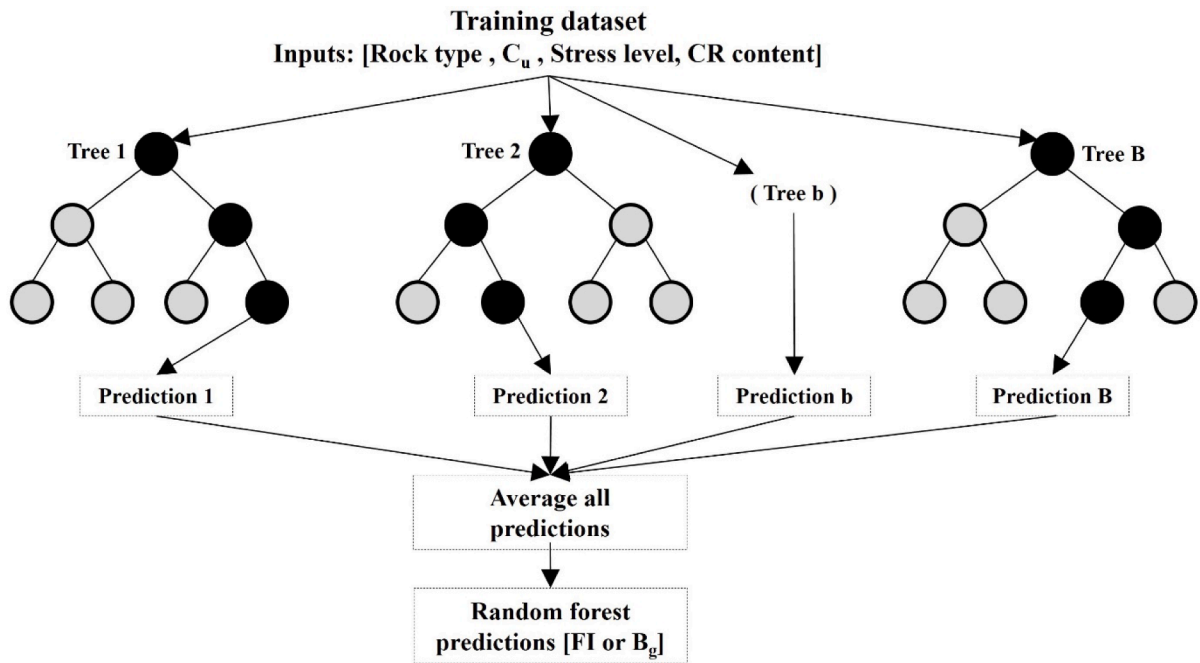 Training dataset
Inputs: [Rock type , Cu , Stress level, CR content]
Tree 1
Tree 2
( Tree b )
Tree B
Prediction 1
Prediction 2
Prediction b
Prediction B
Average all
predictions
Random forest
predictions [FI or Bg]